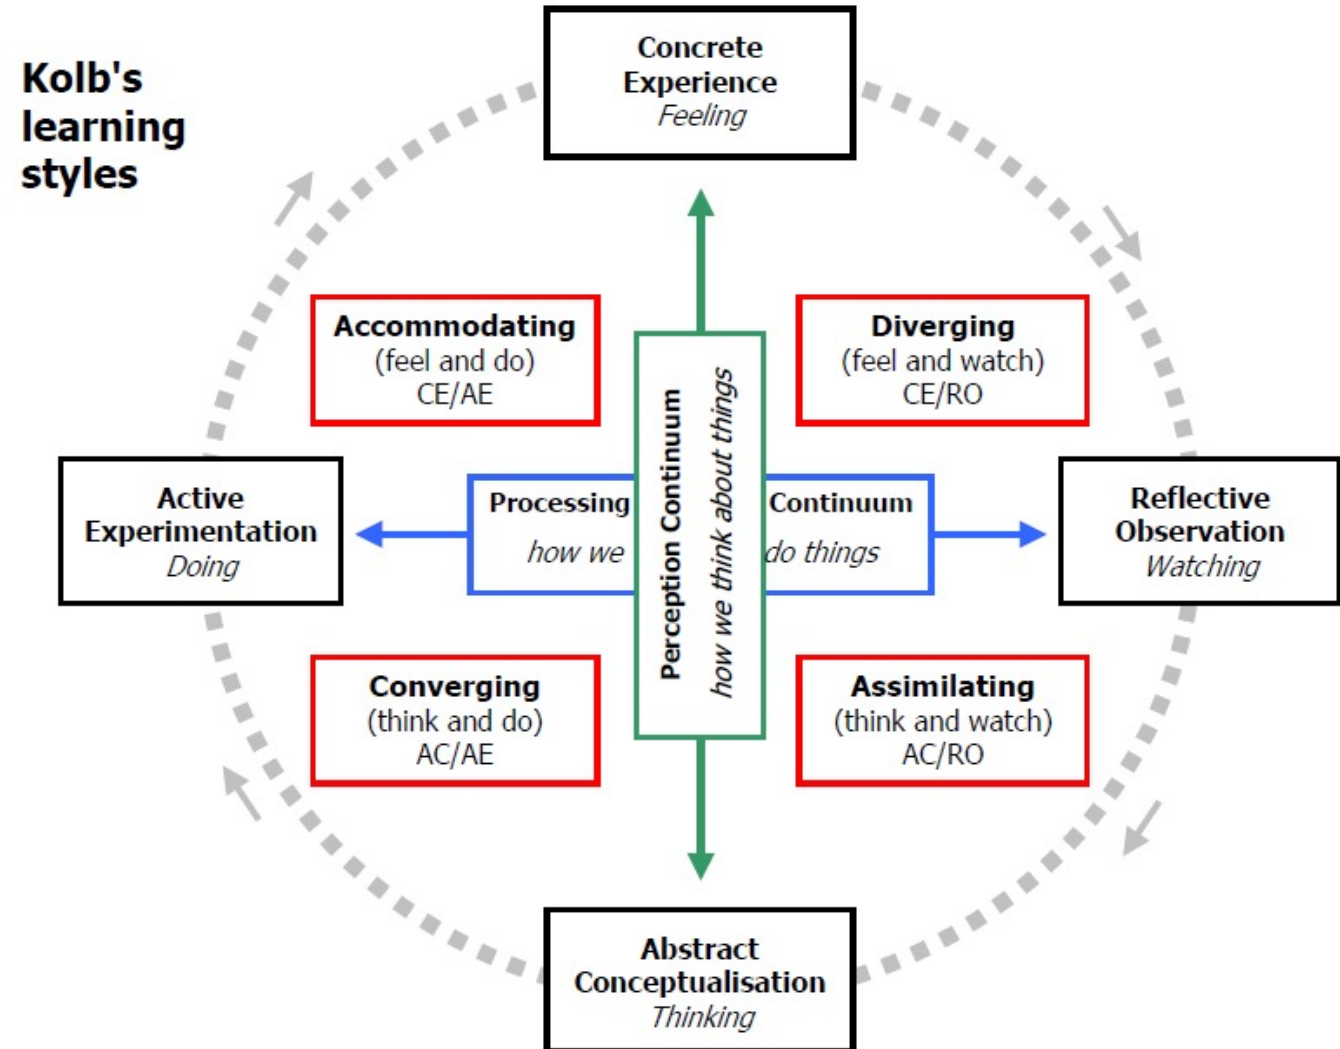 Kolb's
learning
styles
Concrete
Experience
Feeling
Accommodating
(feel and do)
CE/AE
Diverging
(feel and watch)
CE/RO
Active
Experimentation
Doing
Processing Continuum
how we do things
Perception Continuum
how we think about things
Reflective
Observation
Watching
Converging
(think and do)
AC/AE
Assimilating
(think and watch)
AC/RO
Abstract
Conceptualisation
Thinking